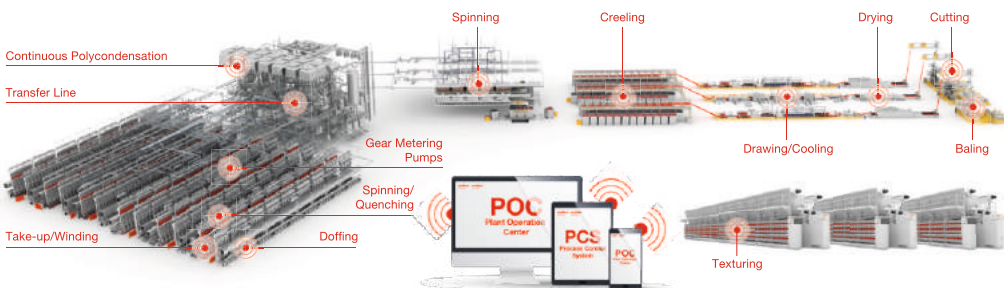 Spinning
Creeling
Drying
Cutting
Continuous Polycondensation
Transfer Line
Gear Metering
Pumps
Drawing/Cooling
Baling
Spinning/
Quenching
Take-up/Winding
Doffing
POC
Plant Operation
Center
PCS
Process Control
System
POC
Texturing